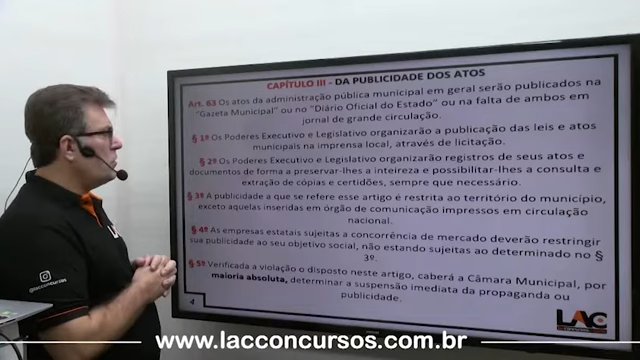 CAPÍTULO III - DA PUBLICIDADE DOS ATOS
Art. 63 Os atos da administração pública municipal em geral serão publicados na
"Gazeta Municipal" ou no "Diário Oficial do Estado" ou na falta de ambos em
jornal de grande circulação.
§ 1º Os Poderes Executivo e Legislativo organizarão a publicação das leis e atos
municipais na imprensa local, através de licitação.
§ 2º Os Poderes Executivo e Legislativo organizarão registros de seus atos e
documentos de forma a preservar-lhes a inteireza e possibilitar-lhes a consulta e
extração de cópias e certidões, sempre que necessário.
§ 3º A publicidade a que se refere esse artigo é restrita ao território do município,
exceto aquelas inseridas em órgão de comunicação impressos em circulação
nacional.
§ 4º As empresas estatais sujeitas a concorrência de mercado deverão restringir
sua publicidade ao seu objetivo social, não estando sujeitas ao determinado no §
3º.
§ 5º Verificada a violação o disposto neste artigo, caberá a Câmara Municipal, por
maioria absoluta, determinar a suspensão imediata da propaganda ou
publicidade.
4
LAC
@lacconcursos
www.lacconcursos.com.br